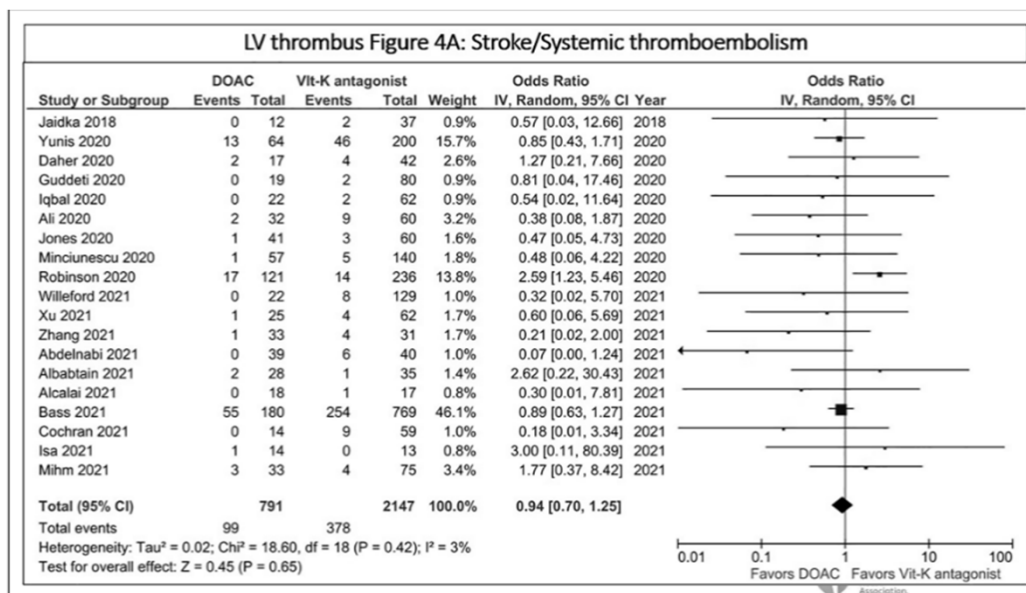 LV thrombus Figure 4A: Stroke/Systemic thromboembolism
DOAC Vit-K antagonist Odds Ratio Odds Ratio
Study or Subgroup Events Total Events Total Weight IV, Random, 95% CI Year IV, Random, 95% CI
Jaidka 2018 0 12 2 37 0.9% 0.57 [0.03, 12.66] 2018
Yunis 2020 13 64 46 200 15.7% 0.85 [0.43, 1.71] 2020
Daher 2020 2 17 4 42 2.6% 1.27 [0.21, 7.66] 2020
Guddeti 2020 0 19 2 80 0.9% 0.81 [0.04, 17.46] 2020
Iqbal 2020 0 22 2 62 0.9% 0.54 [0.02, 11.64] 2020
Ali 2020 2 32 9 60 3.2% 0.38 [0.08, 1.87] 2020
Jones 2020 1 41 3 60 1.6% 0.47 [0.05, 4.73] 2020
Minciunescu 2020 1 57 5 140 1.8% 0.48 [0.06, 4.22] 2020
Robinson 2020 17 121 14 236 13.8% 2.59 [1.23, 5.46] 2020
Willeford 2021 0 22 8 129 1.0% 0.32 [0.02, 5.70] 2021
Xu 2021 1 25 4 62 1.7% 0.60 [0.06, 5.69] 2021
Zhang 2021 1 33 4 31 1.7% 0.21 [0.02, 2.00] 2021
Abdelnabi 2021 0 39 6 40 1.0% 0.07 [0.00, 1.24] 2021
Albabtain 2021 2 28 1 35 1.4% 2.62 [0.22, 30.43] 2021
Alcalai 2021 0 18 1 17 0.8% 0.30 [0.01, 7.81] 2021
Bass 2021 55 180 254 769 46.1% 0.89 [0.63, 1.27] 2021
Cochran 2021 0 14 9 59 1.0% 0.18 [0.01, 3.34] 2021
Isa 2021 1 14 0 13 0.8% 3.00 [0.11, 80.39] 2021
Mihm 2021 3 33 4 75 3.4% 1.77 [0.37, 8.42] 2021
Total (95% CI) 791 2147 100.0% 0.94 [0.70, 1.25]
Total events 99 378
Heterogeneity: Tau² = 0.02; Chi² = 18.60, df = 18 (P = 0.42); I² = 3%
Test for overall effect: Z = 0.45 (P = 0.65)
0.01 0.1 1 10 100
Favors DOAC Favors Vit-K antagonist
Association.